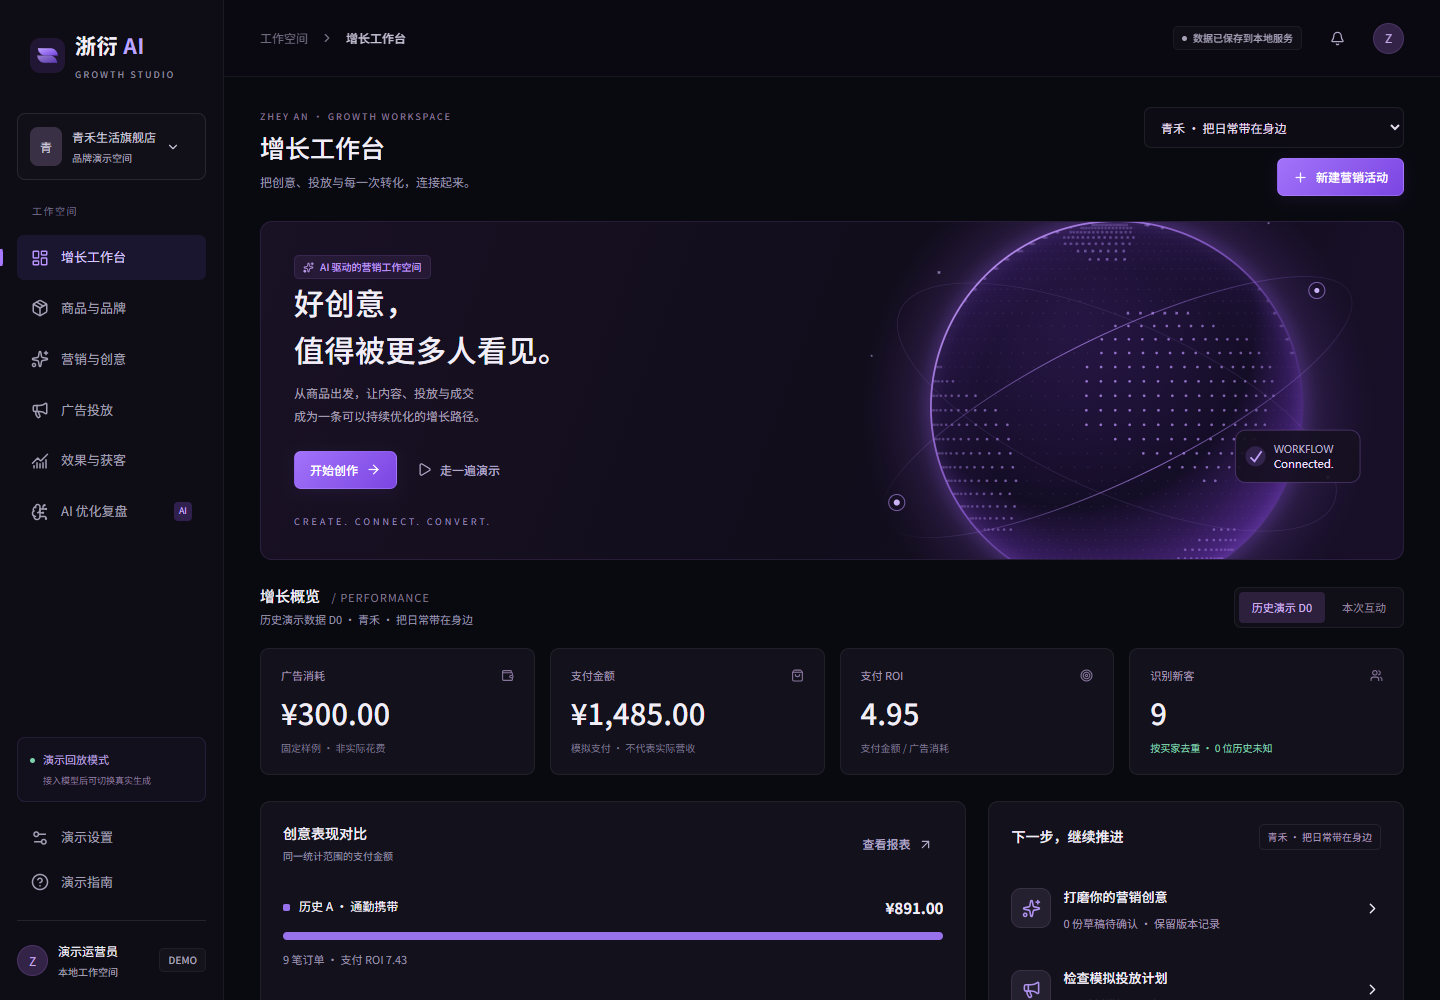 浙衍 AI
GROWTH STUDIO
青
青禾生活旗舰店
品牌演示空间
工作空间
增长工作台
商品与品牌
营销与创意
广告投放
效果与获客
AI 优化复盘
AI
演示回放模式
接入模型后可切换真实生成
演示设置
演示指南
Z
演示运营员
本地工作空间
DEMO
工作空间
增长工作台
数据已保存到本地服务
Z
ZHEY AN · GROWTH WORKSPACE
增长工作台
把创意、投放与每一次转化，连接起来。
青禾 · 把日常带在身边
新建营销活动
AI 驱动的营销工作空间
好创意，
值得被更多人看见。
从商品出发，让内容、投放与成交
成为一条可以持续优化的增长路径。
开始创作
走一遍演示
CREATE. CONNECT. CONVERT.
WORKFLOW
Connected.
增长概览 / PERFORMANCE
历史演示数据 D0 · 青禾 · 把日常带在身边
历史演示 D0
本次互动
广告消耗
¥300.00
固定样例 · 非实际花费
支付金额
¥1,485.00
模拟支付 · 不代表实际营收
支付 ROI
4.95
支付金额 / 广告消耗
识别新客
9
按买家去重 · 0 位历史未知
创意表现对比
同一统计范围的支付金额
查看报表
历史 A · 通勤携带
¥891.00
9 笔订单 · 支付 ROI 7.43
下一步，继续推进
青禾 · 把日常带在身边
打磨你的营销创意
0 份草稿待确认 · 保留版本记录
检查模拟投放计划